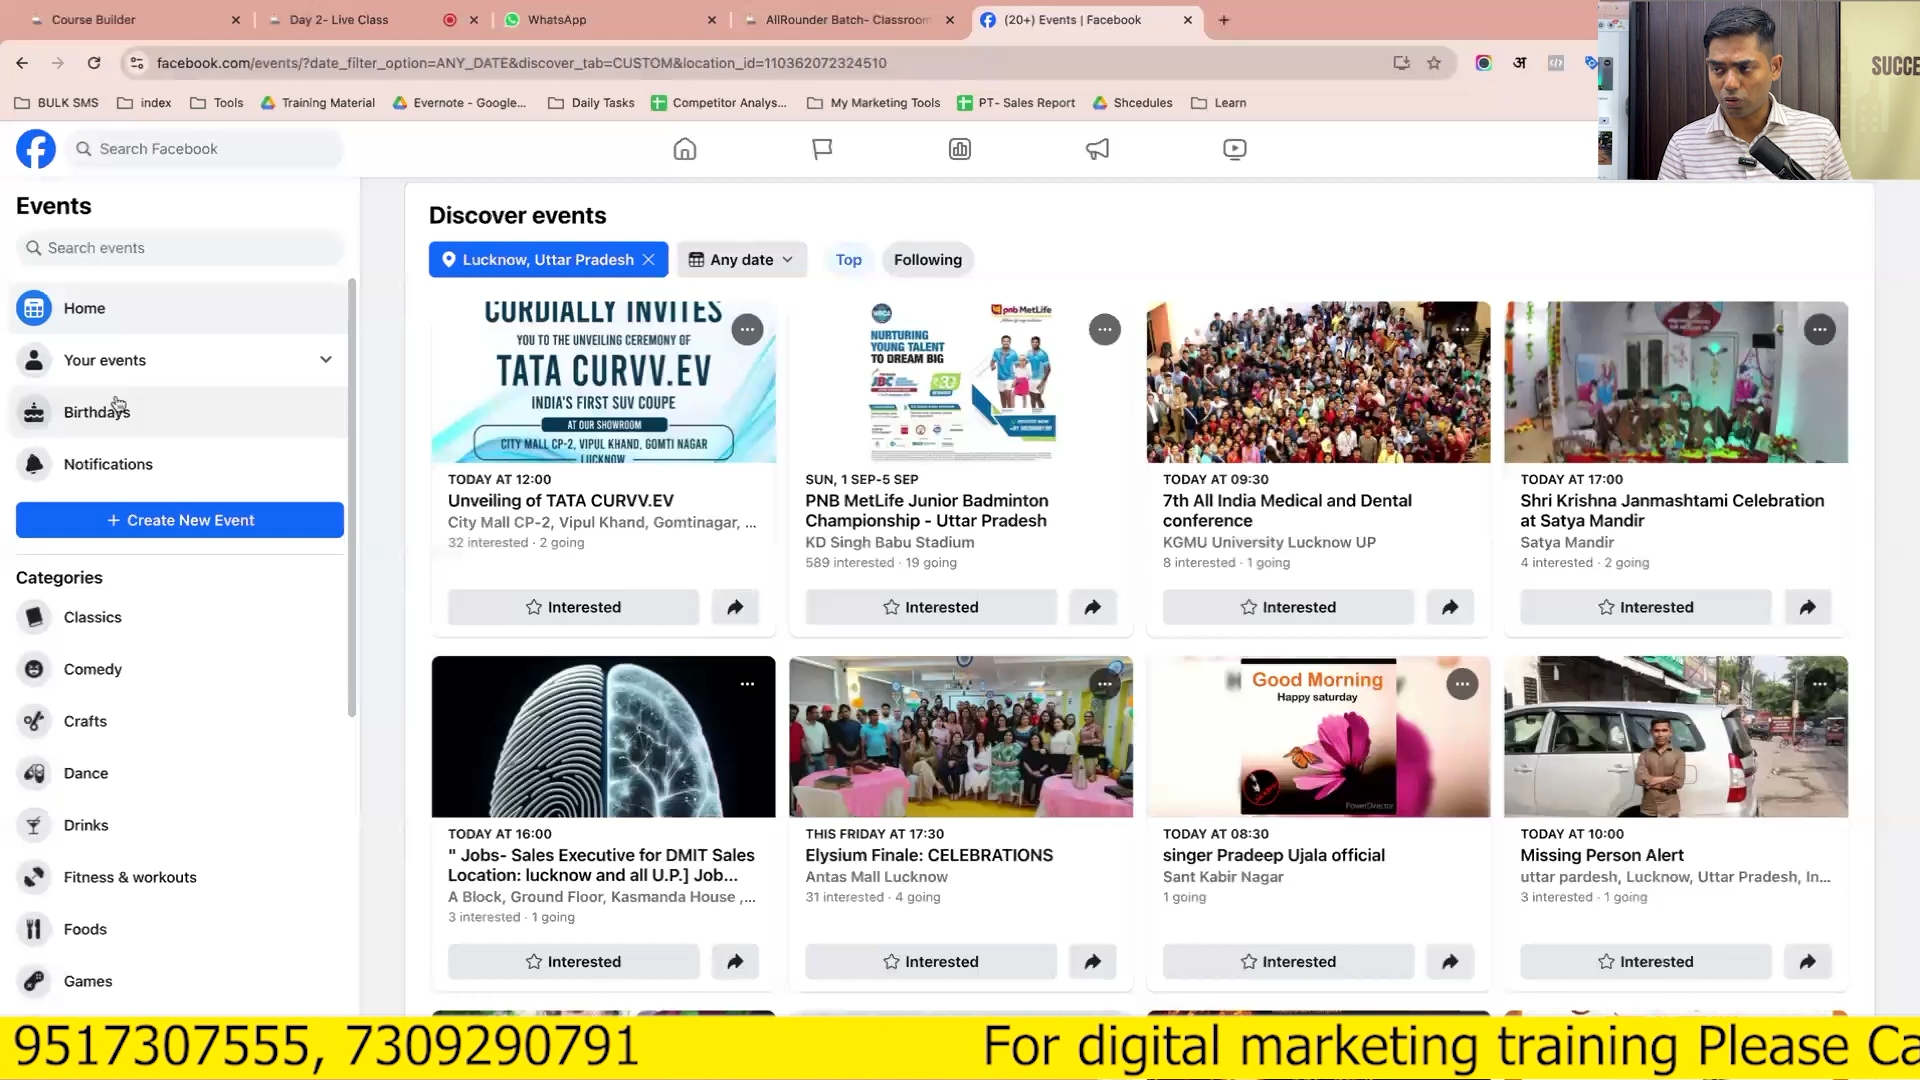 Course Builder
Day 2- Live Class
WhatsApp
AllRounder Batch- Classroom
(20+) Events | Facebook
facebook.com/events/?date_filter_option=ANY_DATE&discover_tab=CUSTOM&location_id=110362072324510
अ
BULK SMS
index
Tools
Training Material
Evernote - Google...
Daily Tasks
Competitor Analys...
My Marketing Tools
PT- Sales Report
Shcedules
Learn
SUCCE
Search Facebook
Events
Search events
Home
Your events
Birthdays
Notifications
+ Create New Event
Categories
Classics
Comedy
Crafts
Dance
Drinks
Fitness & workouts
Foods
Games
Discover events
Lucknow, Uttar Pradesh
Any date
Top
Following
CORDIALLY INVITES
YOU TO THE UNVEILING CEREMONY OF
TATA CURVV.EV
INDIA'S FIRST SUV COUPE
AT OUR SHOWROOM
CITY MALL CP-2, VIPUL KHAND, GOMTI NAGAR
LUCKNOW
TODAY AT 12:00
Unveiling of TATA CURVV.EV
City Mall CP-2, Vipul Khand, Gomtinagar, ...
32 interested · 2 going
Interested
pnb MetLife
NURTURING
YOUNG TALENT
TO DREAM BIG
JBC
SUN, 1 SEP-5 SEP
PNB MetLife Junior Badminton
Championship - Uttar Pradesh
KD Singh Babu Stadium
589 interested · 19 going
Interested
TODAY AT 09:30
7th All India Medical and Dental
conference
KGMU University Lucknow UP
8 interested · 1 going
Interested
TODAY AT 17:00
Shri Krishna Janmashtami Celebration
at Satya Mandir
Satya Mandir
4 interested · 2 going
Interested
TODAY AT 16:00
" Jobs- Sales Executive for DMIT Sales
Location: lucknow and all U.P.] Job...
A Block, Ground Floor, Kasmanda House ,...
3 interested · 1 going
Interested
THIS FRIDAY AT 17:30
Elysium Finale: CELEBRATIONS
Antas Mall Lucknow
31 interested · 4 going
Interested
Good Morning
Happy saturday
PowerDirector
TODAY AT 08:30
singer Pradeep Ujala official
Sant Kabir Nagar
1 going
Interested
TODAY AT 10:00
Missing Person Alert
uttar pardesh, Lucknow, Uttar Pradesh, In...
3 interested · 1 going
Interested
9517307555, 7309290791
For digital marketing training Please Ca